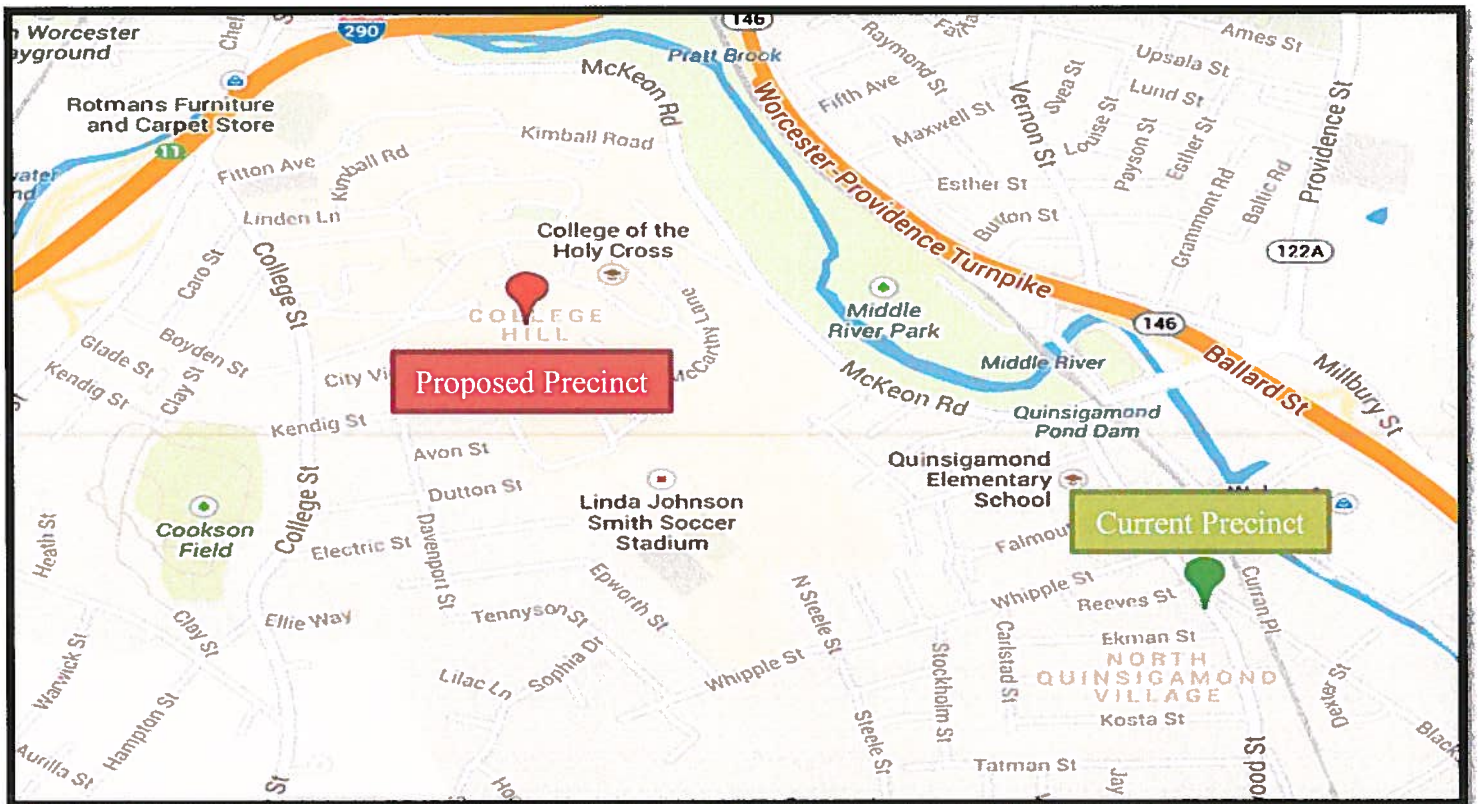 Worcester
ayground
290
146
Pratt Brook
McKeon Rd
Rotmans Furniture
and Carpet Store
11
Fitton Ave
Kimball Rd
Kimball Road
Linden Ln
College St
Caro St
College of the
Holy Cross
COLLEGE
HILL
McCarthy Lane
Glade St
Boyden St
Clay St
Kendig St
City
Proposed Precinct
Kendig St
Avon St
Dutton St
Cookson
Field
College St
Electric St
Davenport St
Heath St
Linda Johnson
Smith Soccer
Stadium
Ellie Way
Clay St
Tennyson St
Epworth St
Warwick St
Hampton St
Aurilla St
Lilac Ln
Sophia Dr
Whipple St
N Steele St
Steele St
St
Worcester-Providence Turnpike
Raymond St
Fifth Ave
Maxwell St
Vernon St
Svea St
Louise St
Upsala St
Lund St
Ames St
Payson St
Esther St
Providence St
Esther St
Button St
Grammont Rd
Baltic Rd
122A
Middle
River Park
Middle River
146
Ballard St
Millbury St
McKeon Rd
Quinsigamond
Pond Dam
Quinsigamond
Elementary
School
Current Precinct
Whipple St
Reeves St
Curran Pl
Ekman St
NORTH
QUINSIGAMOND
VILLAGE
Carlstad St
Stockholm St
Kosta St
Dexter St
Tatman St
Jay